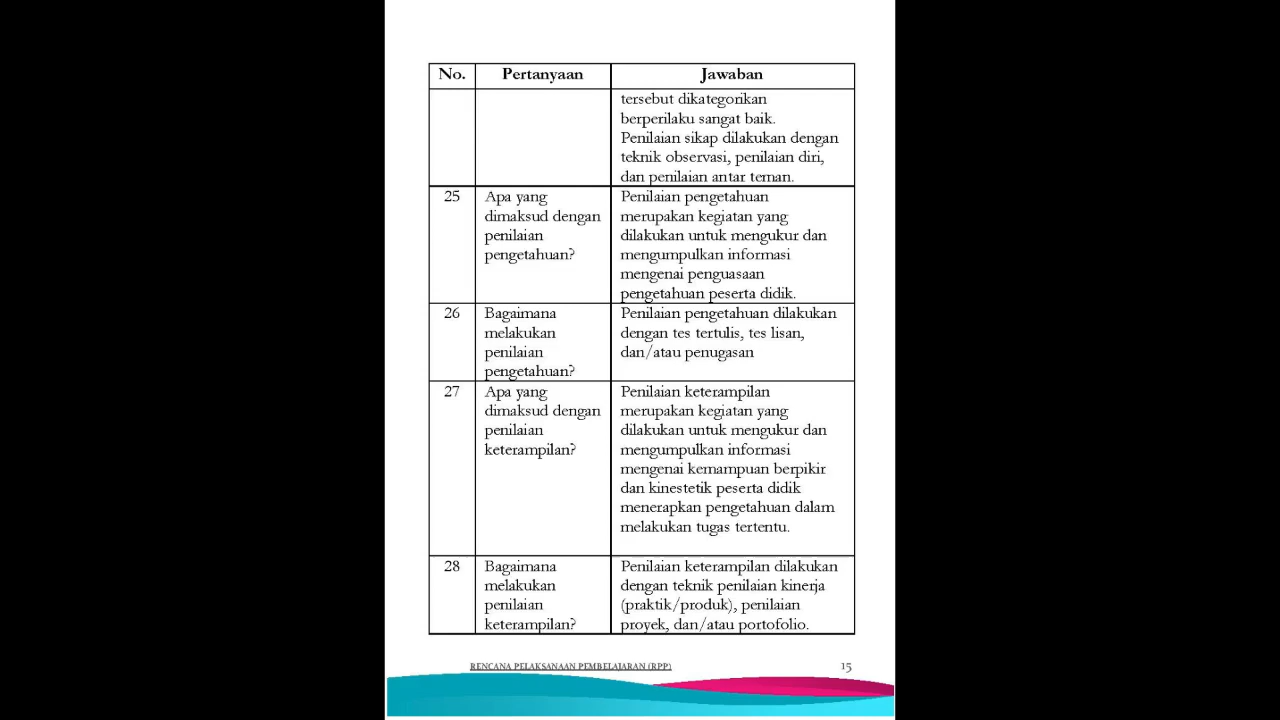 No. Pertanyaan Jawaban
tersebut dikategorikan
berperilaku sangat baik.
Penilaian sikap dilakukan dengan
teknik observasi, penilaian diri,
dan penilaian antar teman.
25 Apa yang
dimaksud dengan
penilaian
pengetahuan?
Penilaian pengetahuan
merupakan kegiatan yang
dilakukan untuk mengukur dan
mengumpulkan informasi
mengenai penguasaan
pengetahuan peserta didik.
26 Bagaimana
melakukan
penilaian
pengetahuan?
Penilaian pengetahuan dilakukan
dengan tes tertulis, tes lisan,
dan/atau penugasan
27 Apa yang
dimaksud dengan
penilaian
keterampilan?
Penilaian keterampilan
merupakan kegiatan yang
dilakukan untuk mengukur dan
mengumpulkan informasi
mengenai kemampuan berpikir
dan kinestetik peserta didik
menerapkan pengetahuan dalam
melakukan tugas tertentu.
28 Bagaimana
melakukan
penilaian
keterampilan?
Penilaian keterampilan dilakukan
dengan teknik penilaian kinerja
(praktik/produk), penilaian
proyek, dan/atau portofolio.
RENCANA PELAKSANAAN PEMBELAJARAN (RPP) 15